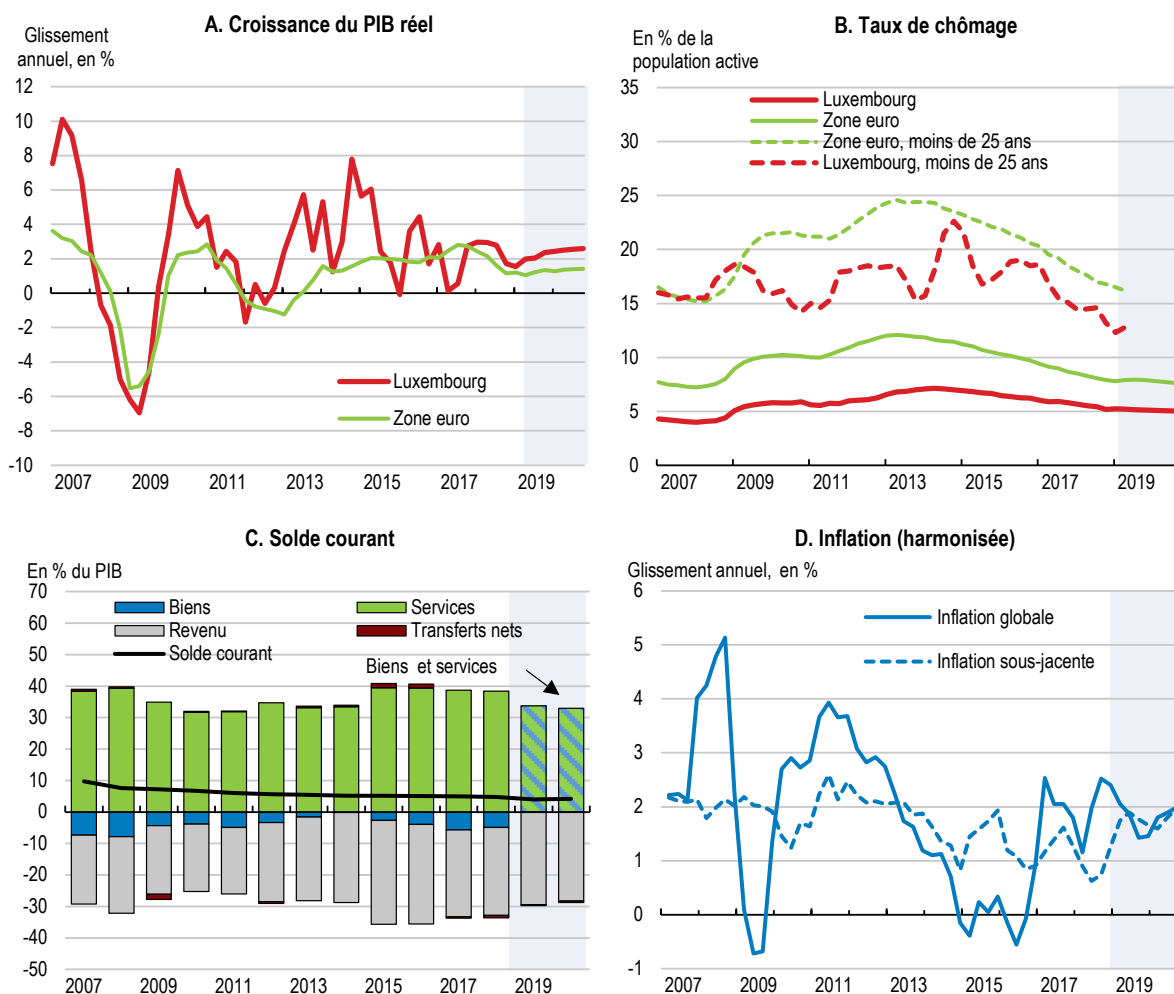 A. Croissance du PIB réel
Glissement
annuel, en %
12
10
8
6
4
2
0
-2
-4
-6
-8
-10
Luxembourg
Zone euro
2007 2009 2011 2013 2015 2017 2019
B. Taux de chômage
En % de la
population active
35
30
25
20
15
10
5
0
Luxembourg
Zone euro
Zone euro, moins de 25 ans
Luxembourg, moins de 25 ans
2007 2009 2011 2013 2015 2017 2019
C. Solde courant
En % du PIB
70
60
50
40
30
20
10
0
-10
-20
-30
-40
-50
Biens Services
Revenu Transferts nets
Solde courant
Biens et services
2007 2009 2011 2013 2015 2017 2019
D. Inflation (harmonisée)
Glissement annuel, en %
6
5
4
3
2
1
0
-1
Inflation globale
Inflation sous-jacente
2007 2009 2011 2013 2015 2017 2019